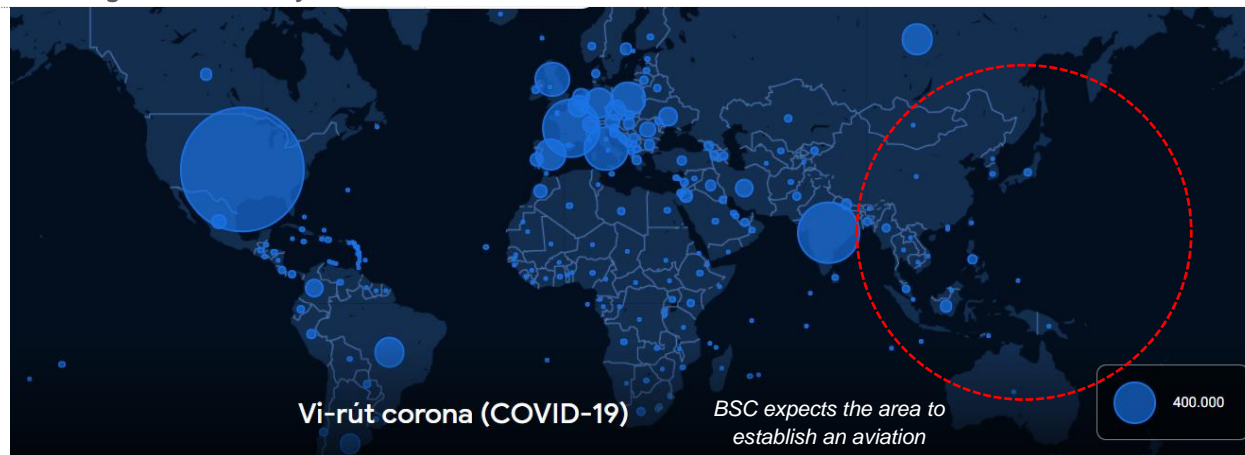 Vi-rút corona (COVID-19)
BSC expects the area to
establish an aviation
400.000